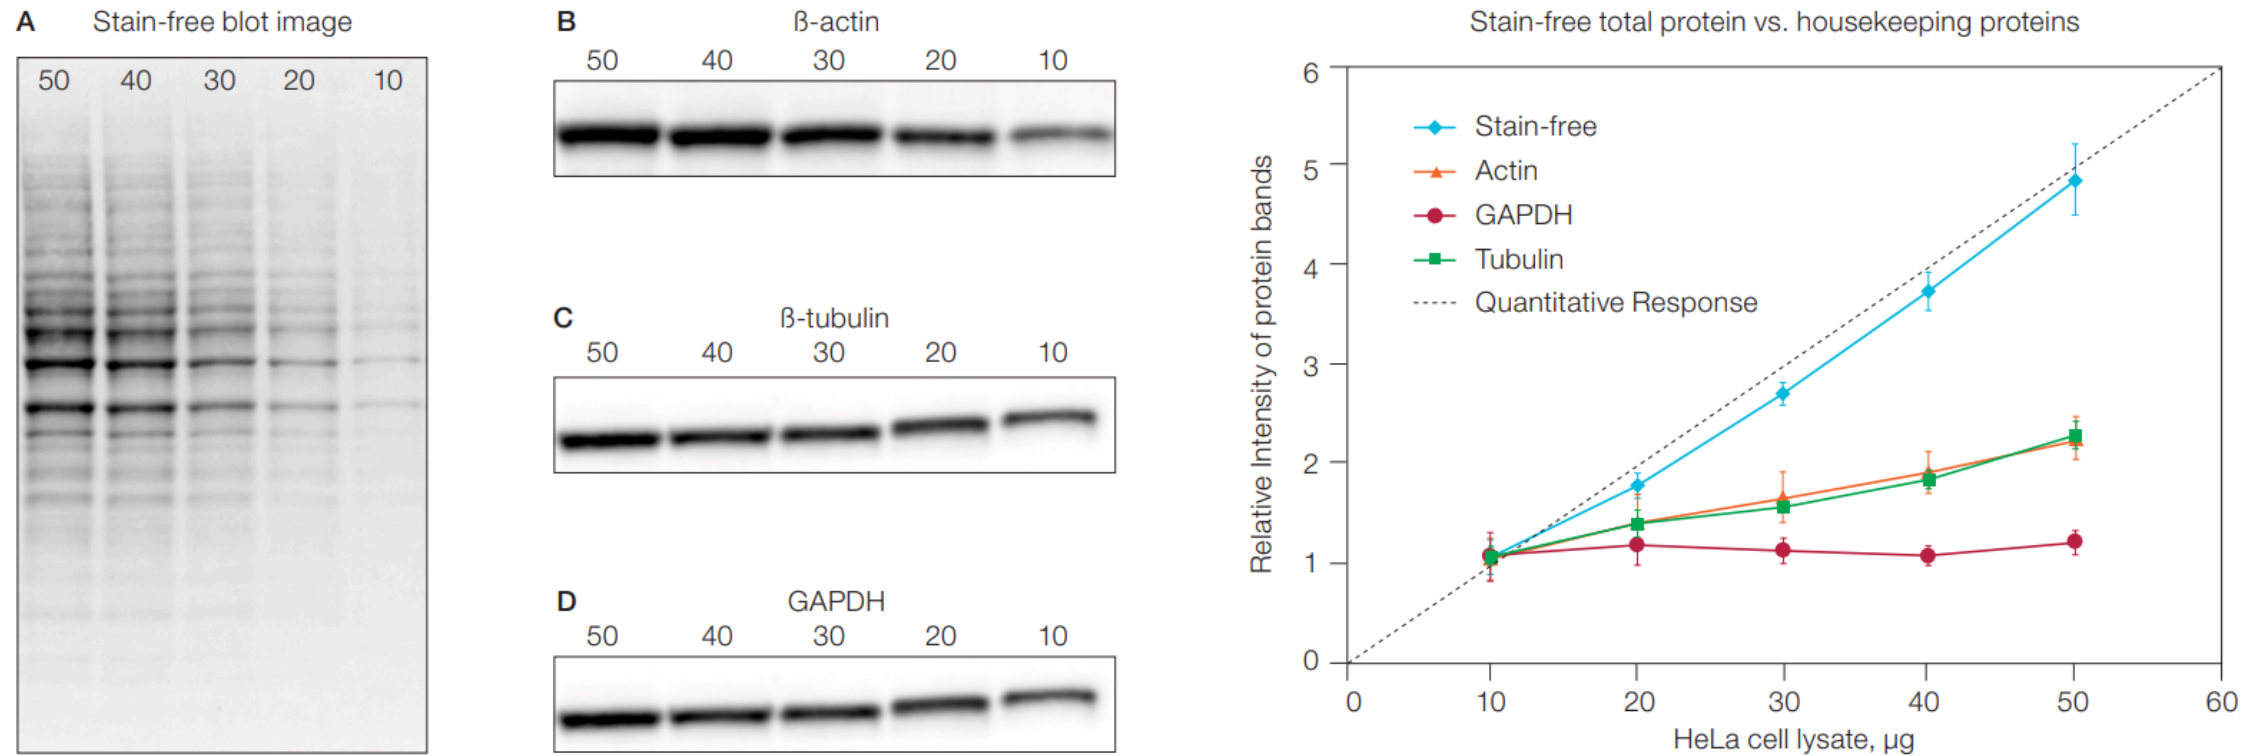 A Stain-free blot image
50 40 30 20 10
B ß-actin
50 40 30 20 10
C ß-tubulin
50 40 30 20 10
D GAPDH
50 40 30 20 10
Stain-free total protein vs. housekeeping proteins
Relative Intensity of protein bands
6
5
4
3
2
1
0
Stain-free
Actin
GAPDH
Tubulin
Quantitative Response
0 10 20 30 40 50 60
HeLa cell lysate, µg